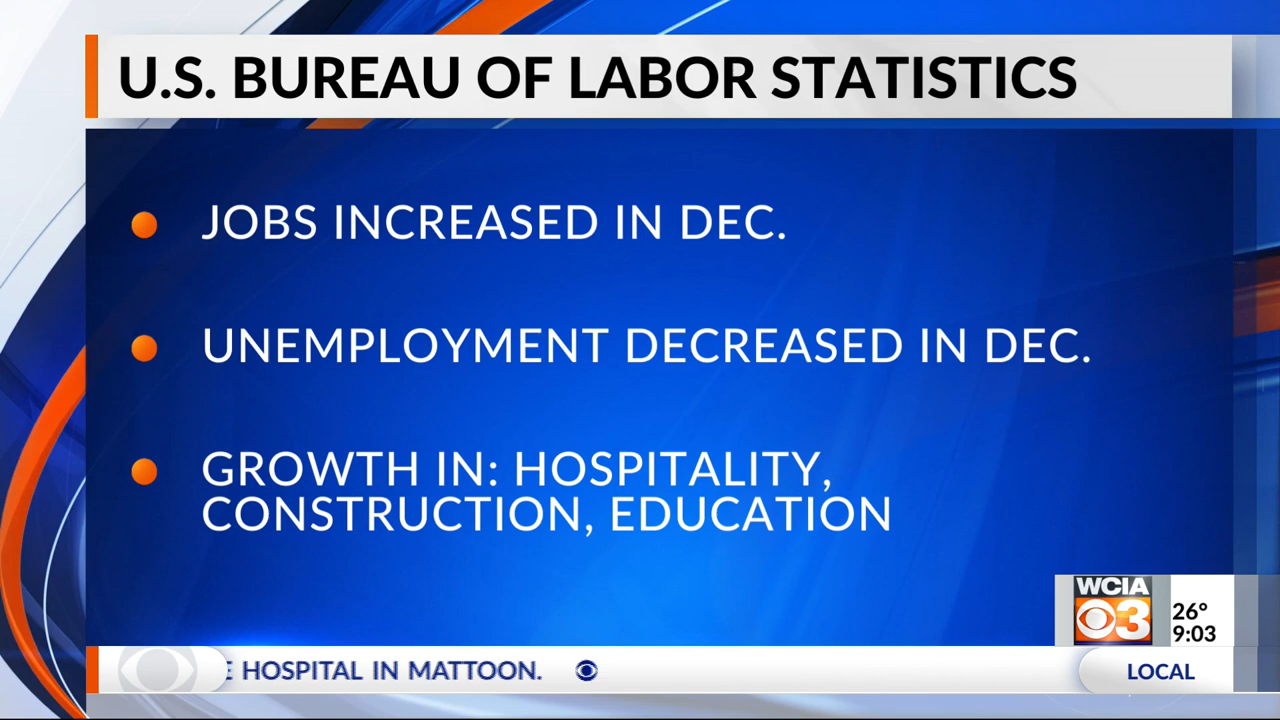 U.S. BUREAU OF LABOR STATISTICS
JOBS INCREASED IN DEC.
UNEMPLOYMENT DECREASED IN DEC.
GROWTH IN: HOSPITALITY,
CONSTRUCTION, EDUCATION
WCIA
3
26°
9:03
E HOSPITAL IN MATTOON.
LOCAL